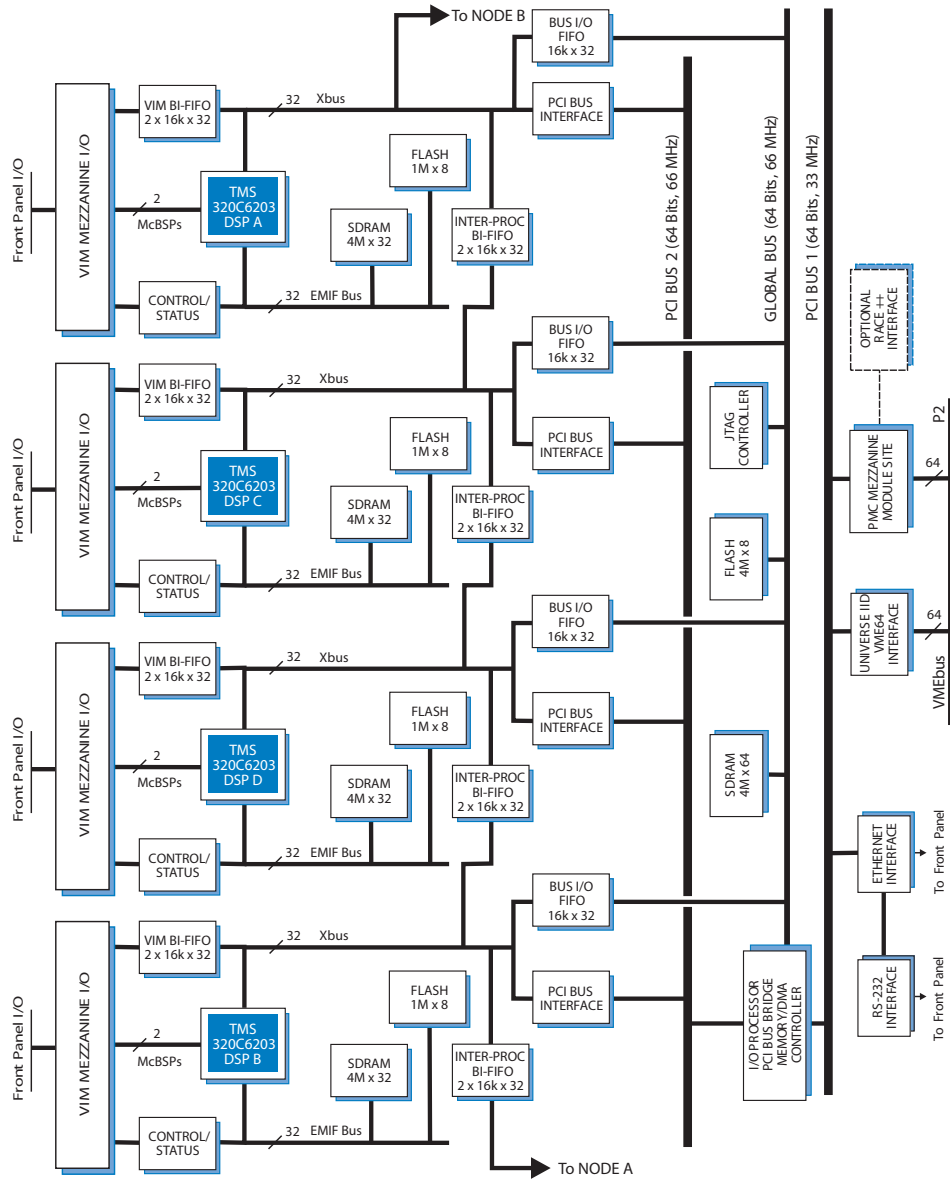 To NODE B
Front Panel I/O
VIM MEZZANINE I/O
VIM BI-FIFO
2 x 16k x 32
2
McBSPs
TMS
320C6203
DSP A
CONTROL/
STATUS
32 Xbus
32 EMIF Bus
FLASH
1M x 8
SDRAM
4M x 32
INTER-PROC
BI-FIFO
2 x 16k x 32
BUS I/O
FIFO
16k x 32
PCI BUS
INTERFACE
Front Panel I/O
VIM MEZZANINE I/O
VIM BI-FIFO
2 x 16k x 32
2
McBSPs
TMS
320C6203
DSP C
CONTROL/
STATUS
32 Xbus
32 EMIF Bus
FLASH
1M x 8
SDRAM
4M x 32
INTER-PROC
BI-FIFO
2 x 16k x 32
BUS I/O
FIFO
16k x 32
PCI BUS
INTERFACE
Front Panel I/O
VIM MEZZANINE I/O
VIM BI-FIFO
2 x 16k x 32
2
McBSPs
TMS
320C6203
DSP D
CONTROL/
STATUS
32 Xbus
32 EMIF Bus
FLASH
1M x 8
SDRAM
4M x 32
INTER-PROC
BI-FIFO
2 x 16k x 32
BUS I/O
FIFO
16k x 32
PCI BUS
INTERFACE
Front Panel I/O
VIM MEZZANINE I/O
VIM BI-FIFO
2 x 16k x 32
2
McBSPs
TMS
320C6203
DSP B
CONTROL/
STATUS
32 Xbus
32 EMIF Bus
FLASH
1M x 8
SDRAM
4M x 32
INTER-PROC
BI-FIFO
2 x 16k x 32
BUS I/O
FIFO
16k x 32
PCI BUS
INTERFACE
To NODE A
PCI BUS 2 (64 Bits, 66 MHz)
GLOBAL BUS (64 Bits, 66 MHz)
PCI BUS 1 (64 Bits, 33 MHz)
JTAG
CONTROLLER
FLASH
4M x 8
SDRAM
4M x 64
I/O PROCESSOR
PCI BUS BRIDGE
MEMORY/DMA
CONTROLLER
OPTIONAL
RACE ++
INTERFACE
PMC MEZZANINE
MODULE SITE
64
P2
UNIVERSE IID
VME64
INTERFACE
64
VMEbus
ETHERNET
INTERFACE
To Front Panel
RS-232
INTERFACE
To Front Panel